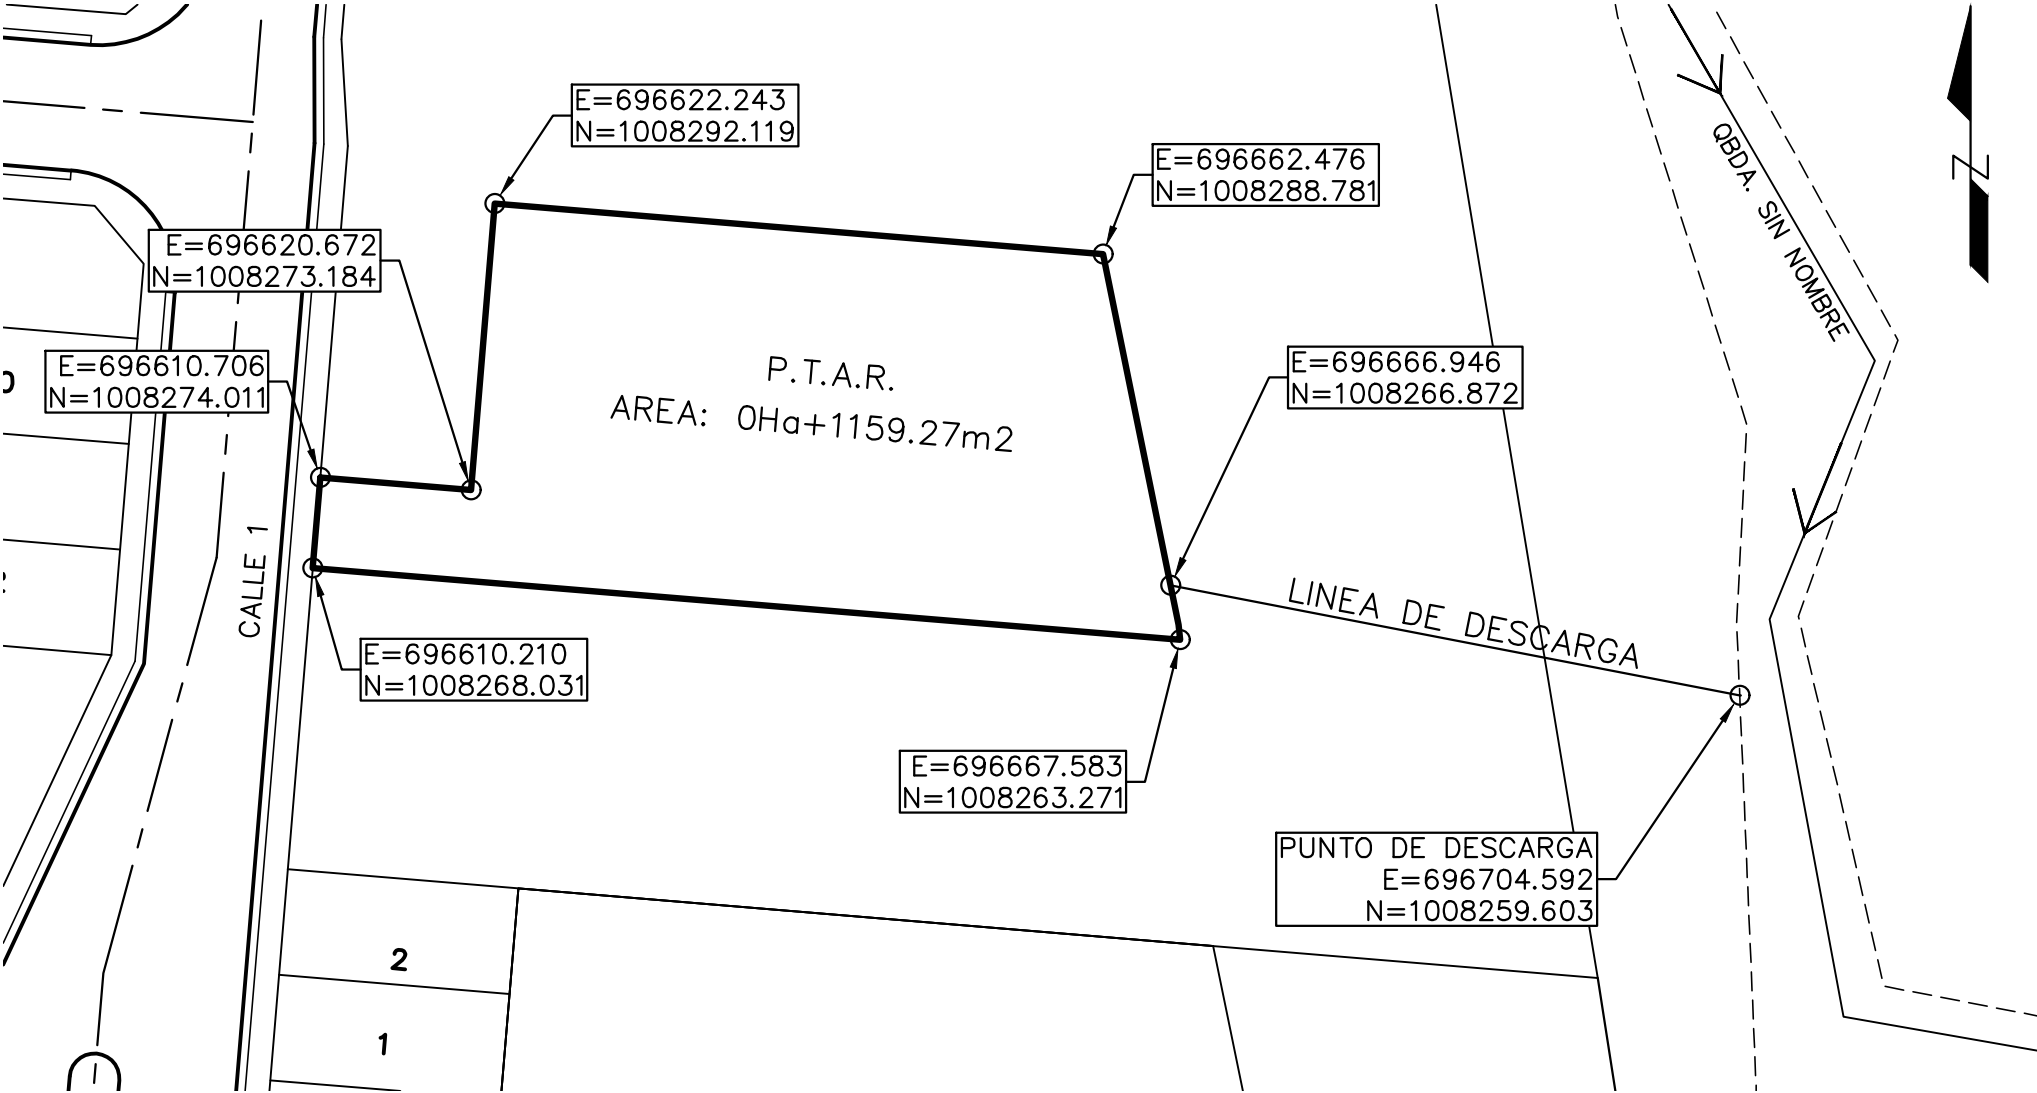 E=696622.243
N=1008292.119
E=696662.476
N=1008288.781
QBDA. SIN NOMBRE
N
E=696620.672
N=1008273.184
E=696610.706
N=1008274.011
P.T.A.R.
AREA: 0Ha+1159.27m2
E=696666.946
N=1008266.872
CALLE 1
LINEA DE DESCARGA
E=696610.210
N=1008268.031
E=696667.583
N=1008263.271
PUNTO DE DESCARGA
E=696704.592
N=1008259.603
2
1